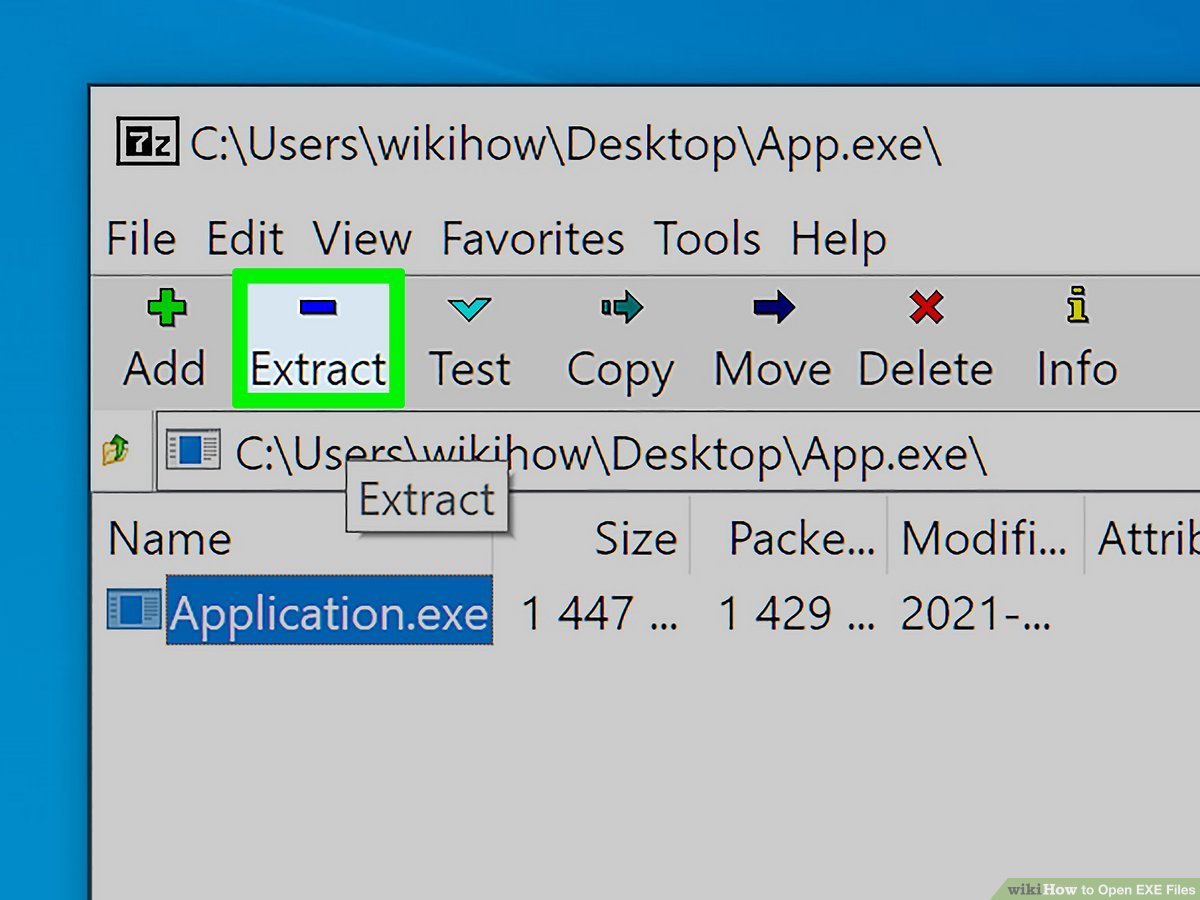 7z C:\Users\wikihow\Desktop\App.exe\
File Edit View Favorites Tools Help
Add Extract Test Copy Move Delete Info
C:\Users\wikihow\Desktop\App.exe\
Extract
Name Size Packe... Modifi... Attrib
Application.exe 1 447 ... 1 429 ... 2021-...
wikiHow to Open EXE Files